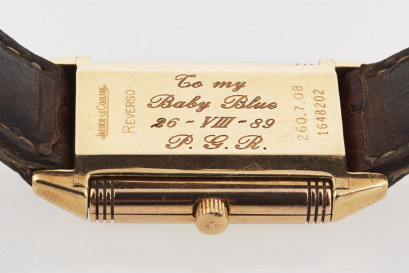 JAEGER-LECOULTRE
REVERSO
To my
Baby Blue
26 - VIII - 89
P. G. R.
260.7.08
1648202